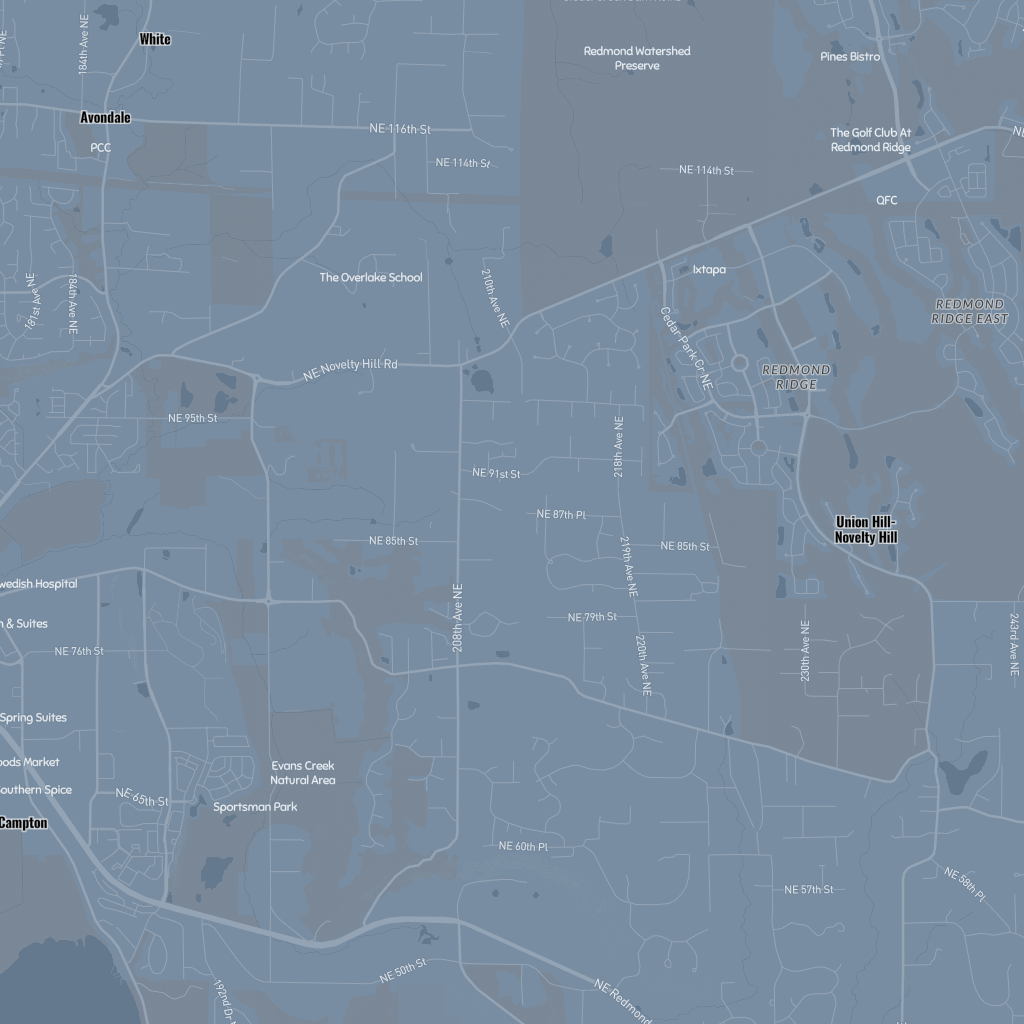 White
184th Ave NE
Redmond Watershed
Preserve
Pines Bistro
Avondale
PCC
NE 116th St
NE 114th St
NE 114th St
The Golf Club At
Redmond Ridge
QFC
The Overlake School
210th Ave NE
Ixtapa
181st Ave NE
184th Ave NE
REDMOND
RIDGE EAST
Cedar Park Cr NE
NE Novelty Hill Rd
REDMOND
RIDGE
NE 95th St
218th Ave NE
NE 91st St
NE 87th Pl
Union Hill-
Novelty Hill
NE 85th St
NE 85th St
219th Ave NE
wedish Hospital
208th Ave NE
n & Suites
NE 79th St
NE 76th St
220th Ave NE
230th Ave NE
243rd Ave NE
Spring Suites
oods Market
Evans Creek
Natural Area
outhern Spice
NE 65th St
Sportsman Park
Campton
NE 60th Pl
NE 57th St
NE 58th Pl
NE 50th St
192nd Dr N
NE Redmond